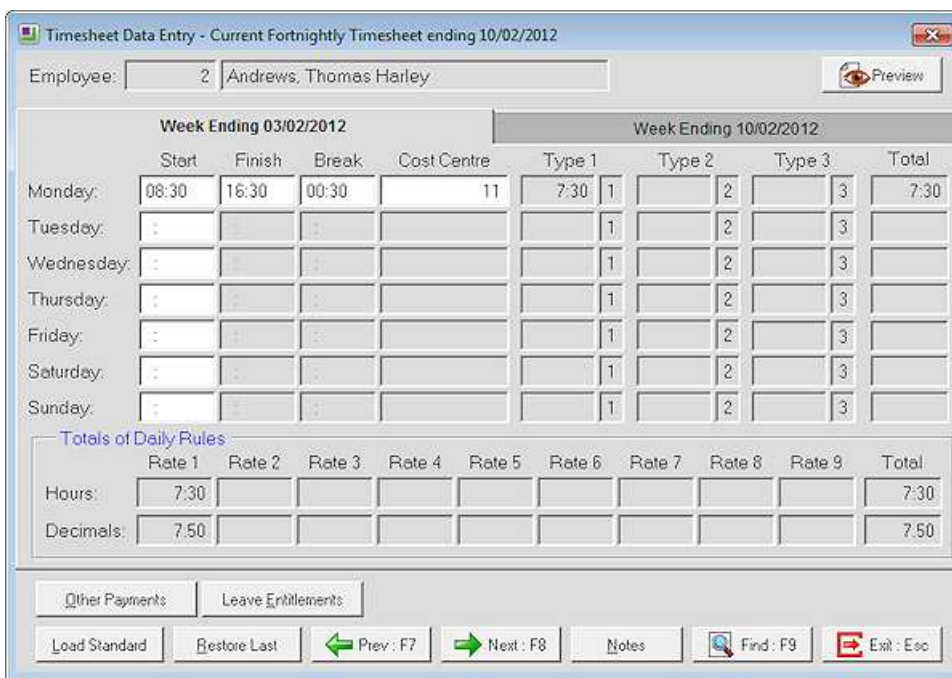 Timesheet Data Entry - Current Fortnightly Timesheet ending 10/02/2012
Employee: 2 Andrews, Thomas Harley Preview
Week Ending 03/02/2012 Week Ending 10/02/2012
Start Finish Break Cost Centre Type 1 Type 2 Type 3 Total
Monday: 08:30 16:30 00:30 11 7:30 1 2 3 7:30
Tuesday: : : : 1 2 3
Wednesday: : : : 1 2 3
Thursday: : : : 1 2 3
Friday: : : : 1 2 3
Saturday: : : : 1 2 3
Sunday: : : : 1 2 3
Totals of Daily Rules
Rate 1 Rate 2 Rate 3 Rate 4 Rate 5 Rate 6 Rate 7 Rate 8 Rate 9 Total
Hours: 7:30 7:30
Decimals: 7.50 7.50
Other Payments Leave Entitlements
Load Standard Restore Last Prev : F7 Next : F8 Notes Find : F9 Exit : Esc